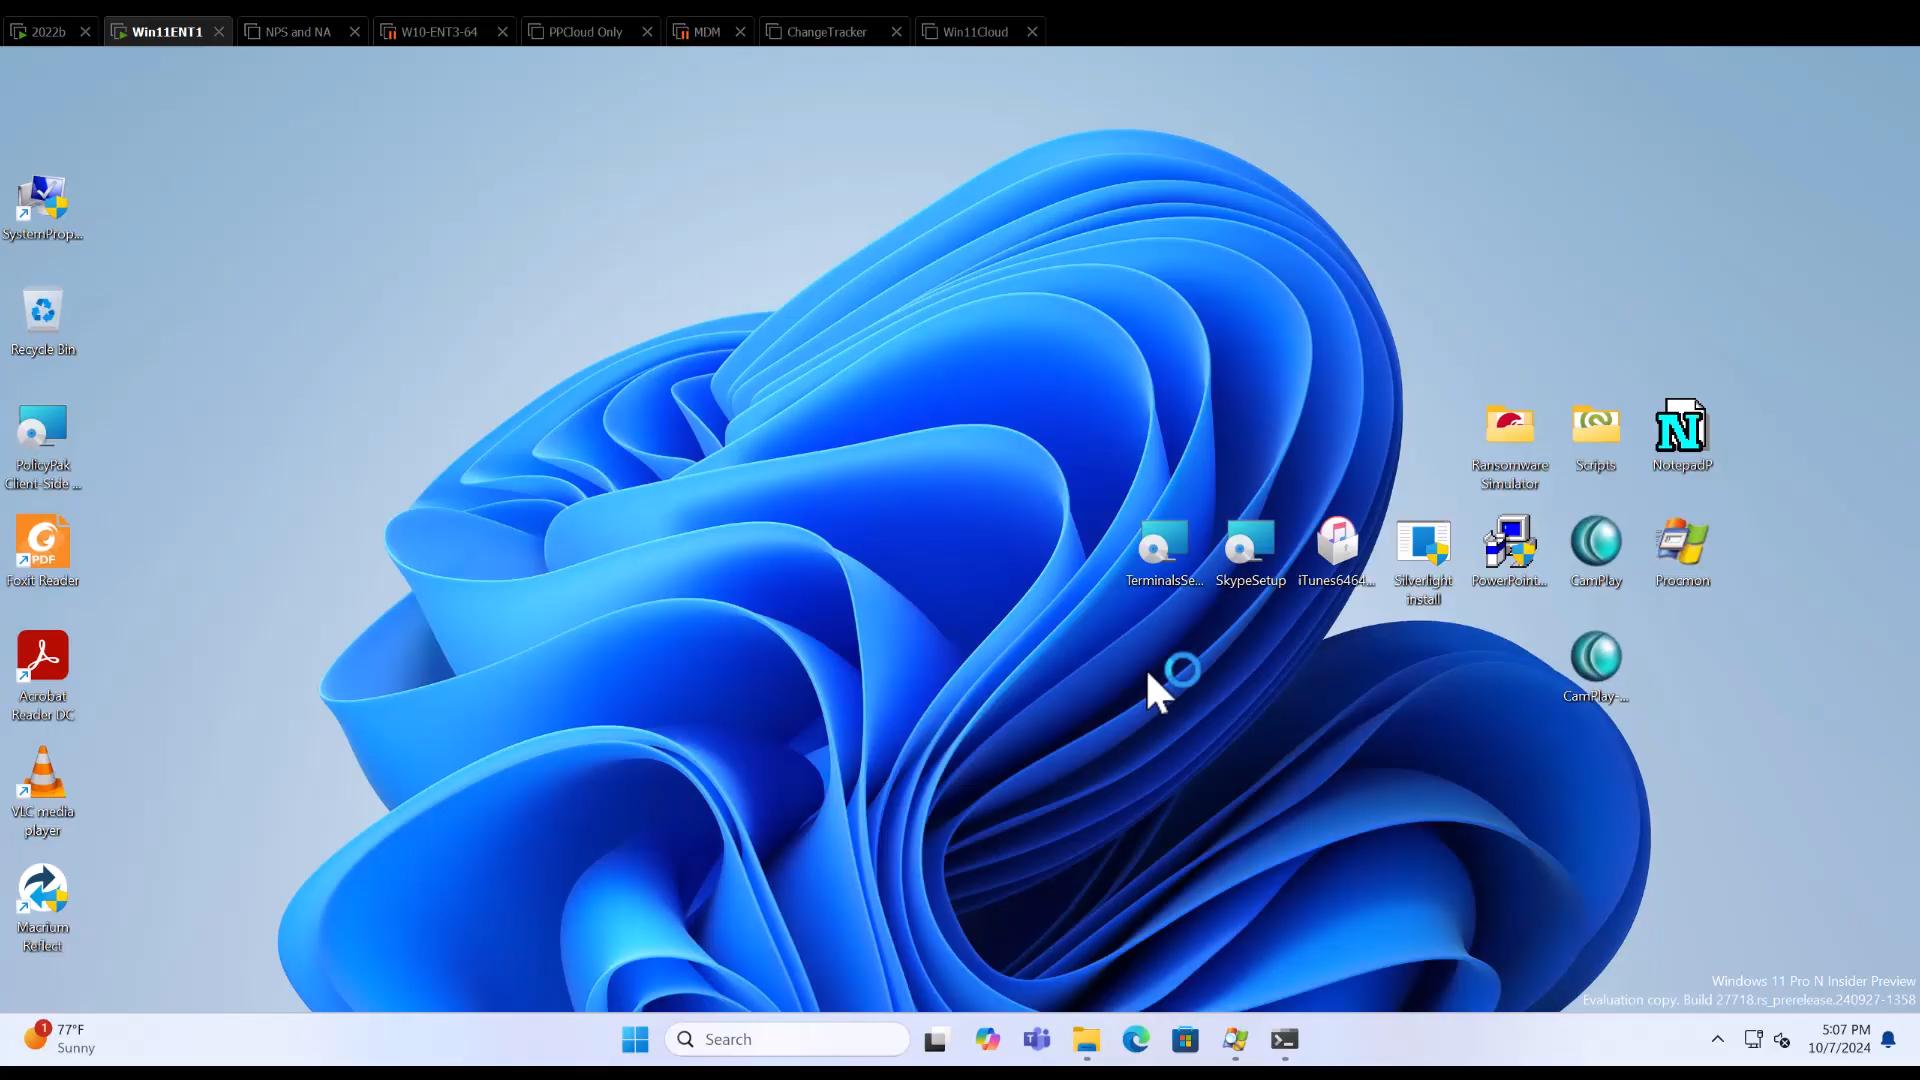 2022b
Win11ENT1
NPS and NA
W10-ENT3-64
PPCloud Only
MDM
ChangeTracker
Win11Cloud
SystemProp...
Recycle Bin
PolicyPak
Client-Side ...
PDF
Foxit Reader
Acrobat
Reader DC
VLC media
player
Macrium
Reflect
Ransomware
Simulator
Scripts
N
NotepadP
TerminalsSe...
SkypeSetup
iTunes6464...
Silverlight
install
PowerPoint...
CamPlay
Procmon
CamPlay-...
Windows 11 Pro N Insider Preview
Evaluation copy. Build 27718.rs_prerelease.240927-1358
1
77°F
Sunny
Search
5:07 PM
10/7/2024